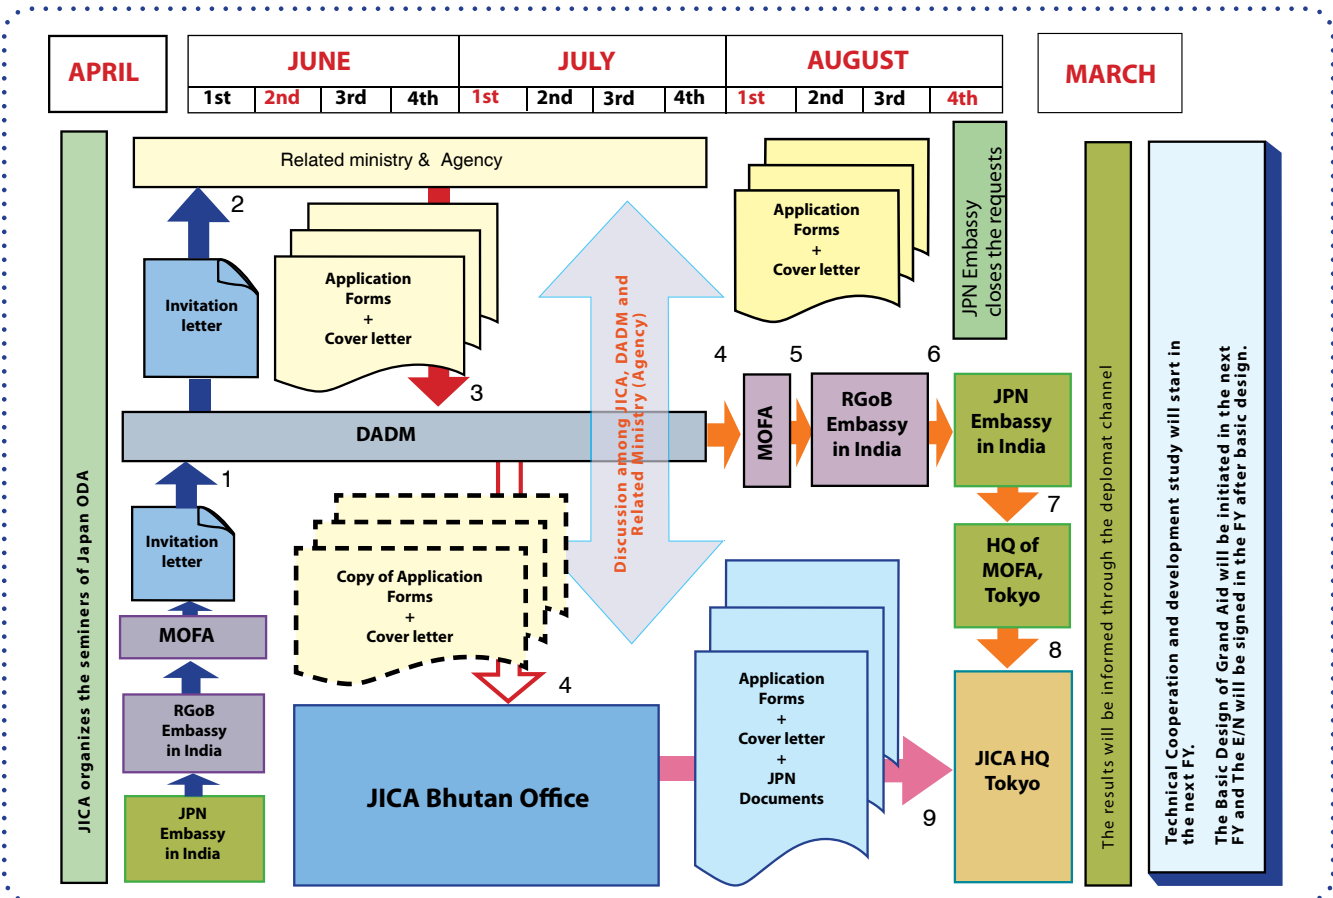 APRIL
JUNE
JULY
AUGUST
MARCH
1st
2nd
3rd
4th
1st
2nd
3rd
4th
1st
2nd
3rd
4th
JICA organizes the seminers of Japan ODA
Related ministry & Agency
2
Invitation
letter
Application
Forms
+
Cover letter
3
DADM
1
Invitation
letter
MOFA
RGoB
Embassy
in India
JPN
Embassy
in India
Copy of Application
Forms
+
Cover letter
4
JICA Bhutan Office
Discussion among JICA, DADM and
Related Ministry (Agency)
Application
Forms
+
Cover letter
JPN Embassy
closes the requests
4
MOFA
5
RGoB
Embassy
in India
6
JPN
Embassy
in India
7
HQ of
MOFA,
Tokyo
8
Application
Forms
+
Cover letter
+
JPN
Documents
9
JICA HQ
Tokyo
The results will be informed through the deplomat channel
Technical Cooperation and development study will start in
the next FY.
The Basic Design of Grand Aid will be initiated in the next
FY and The E/N will be signed in the FY after basic design.